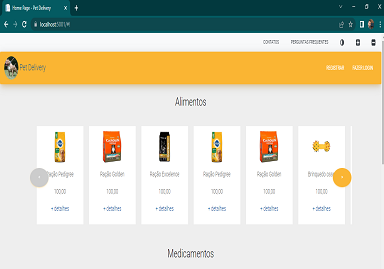 Home Page - Pet Delivery
localhost:5001/#!
CONTATOS PERGUNTAS FREQUENTES
Pet Delivery REGISTRAR FAZER LOGIN
Alimentos
Ração Pedigree Ração Golden Ração Excelence Ração Pedigree Ração Golden Brinquedo osso
100,00 100,00 100,00 100,00 100,00 100,00
+ detalhes + detalhes + detalhes + detalhes + detalhes + detalhes
Medicamentos